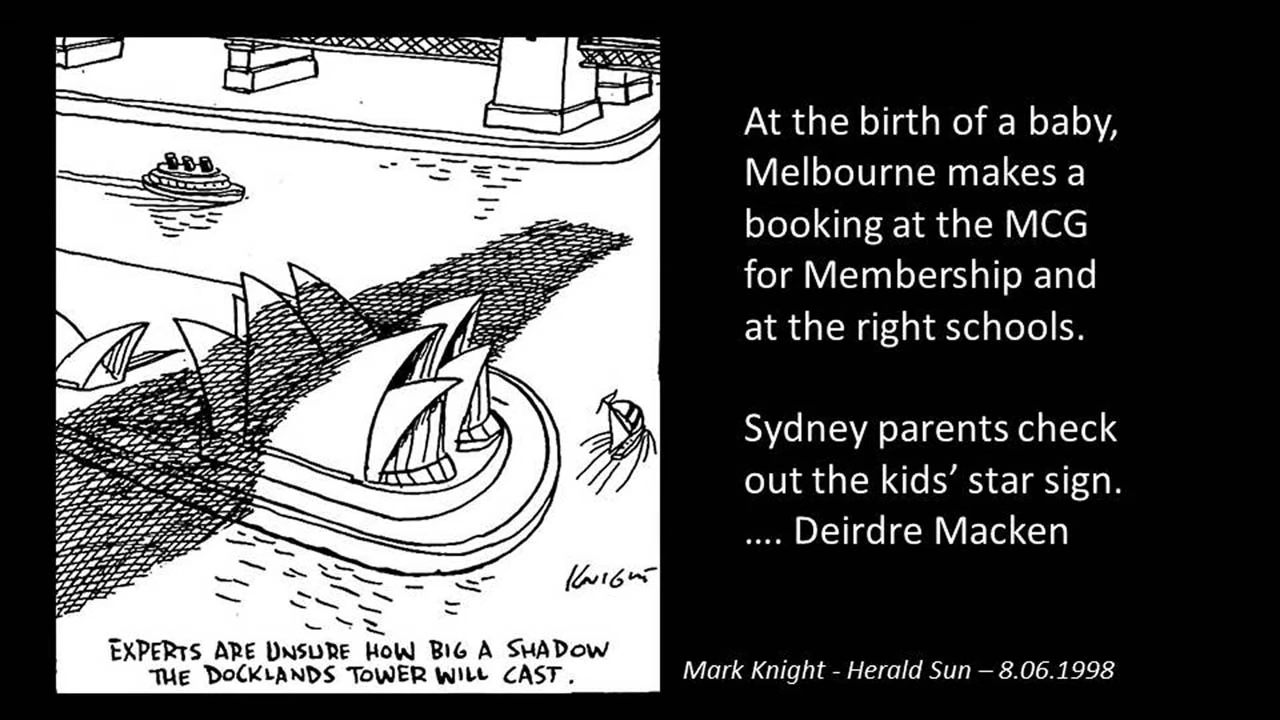 At the birth of a baby,
Melbourne makes a
booking at the MCG
for Membership and
at the right schools.
Sydney parents check
out the kids’ star sign.
…. Deirdre Macken
KNIGHT
EXPERTS ARE UNSURE HOW BIG A SHADOW
THE DOCKLANDS TOWER WILL CAST.
Mark Knight - Herald Sun – 8.06.1998